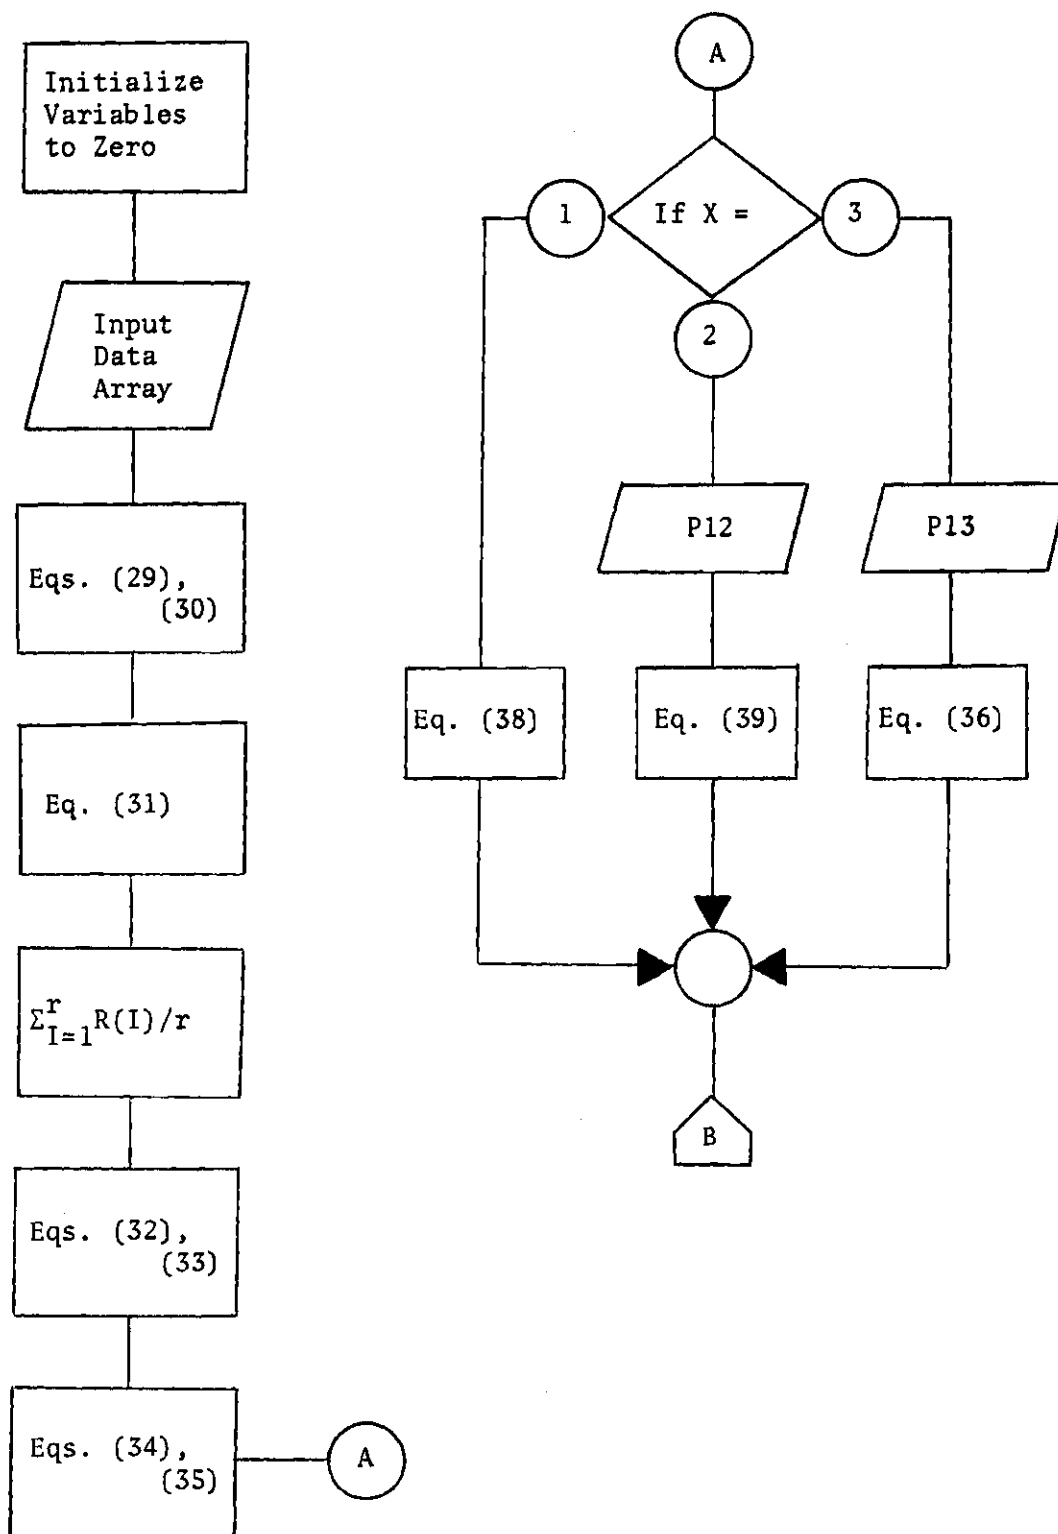 Initialize
Variables
to Zero
Input
Data
Array
Eqs. (29),
(30)
Eq. (31)
Σ_{I=1}^{r} R(I)/r
Eqs. (32),
(33)
Eqs. (34),
(35)
A
A
If X =
1
2
3
P12
P13
Eq. (38)
Eq. (39)
Eq. (36)
B